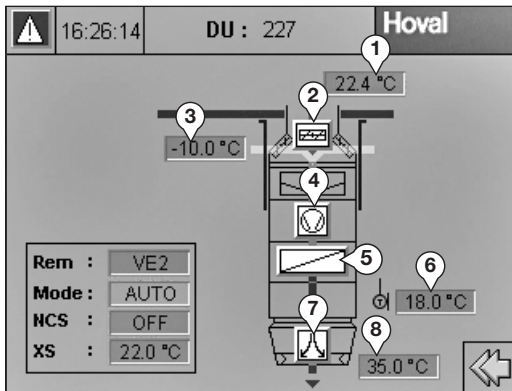 16:26:14 DU : 227 Hoval
1
22.4 °C
2
3
-10.0 °C
4
5
Rem : VE2
Mode : AUTO
NCS : OFF
XS : 22.0 °C
6
18.0 °C
7
8
35.0 °C